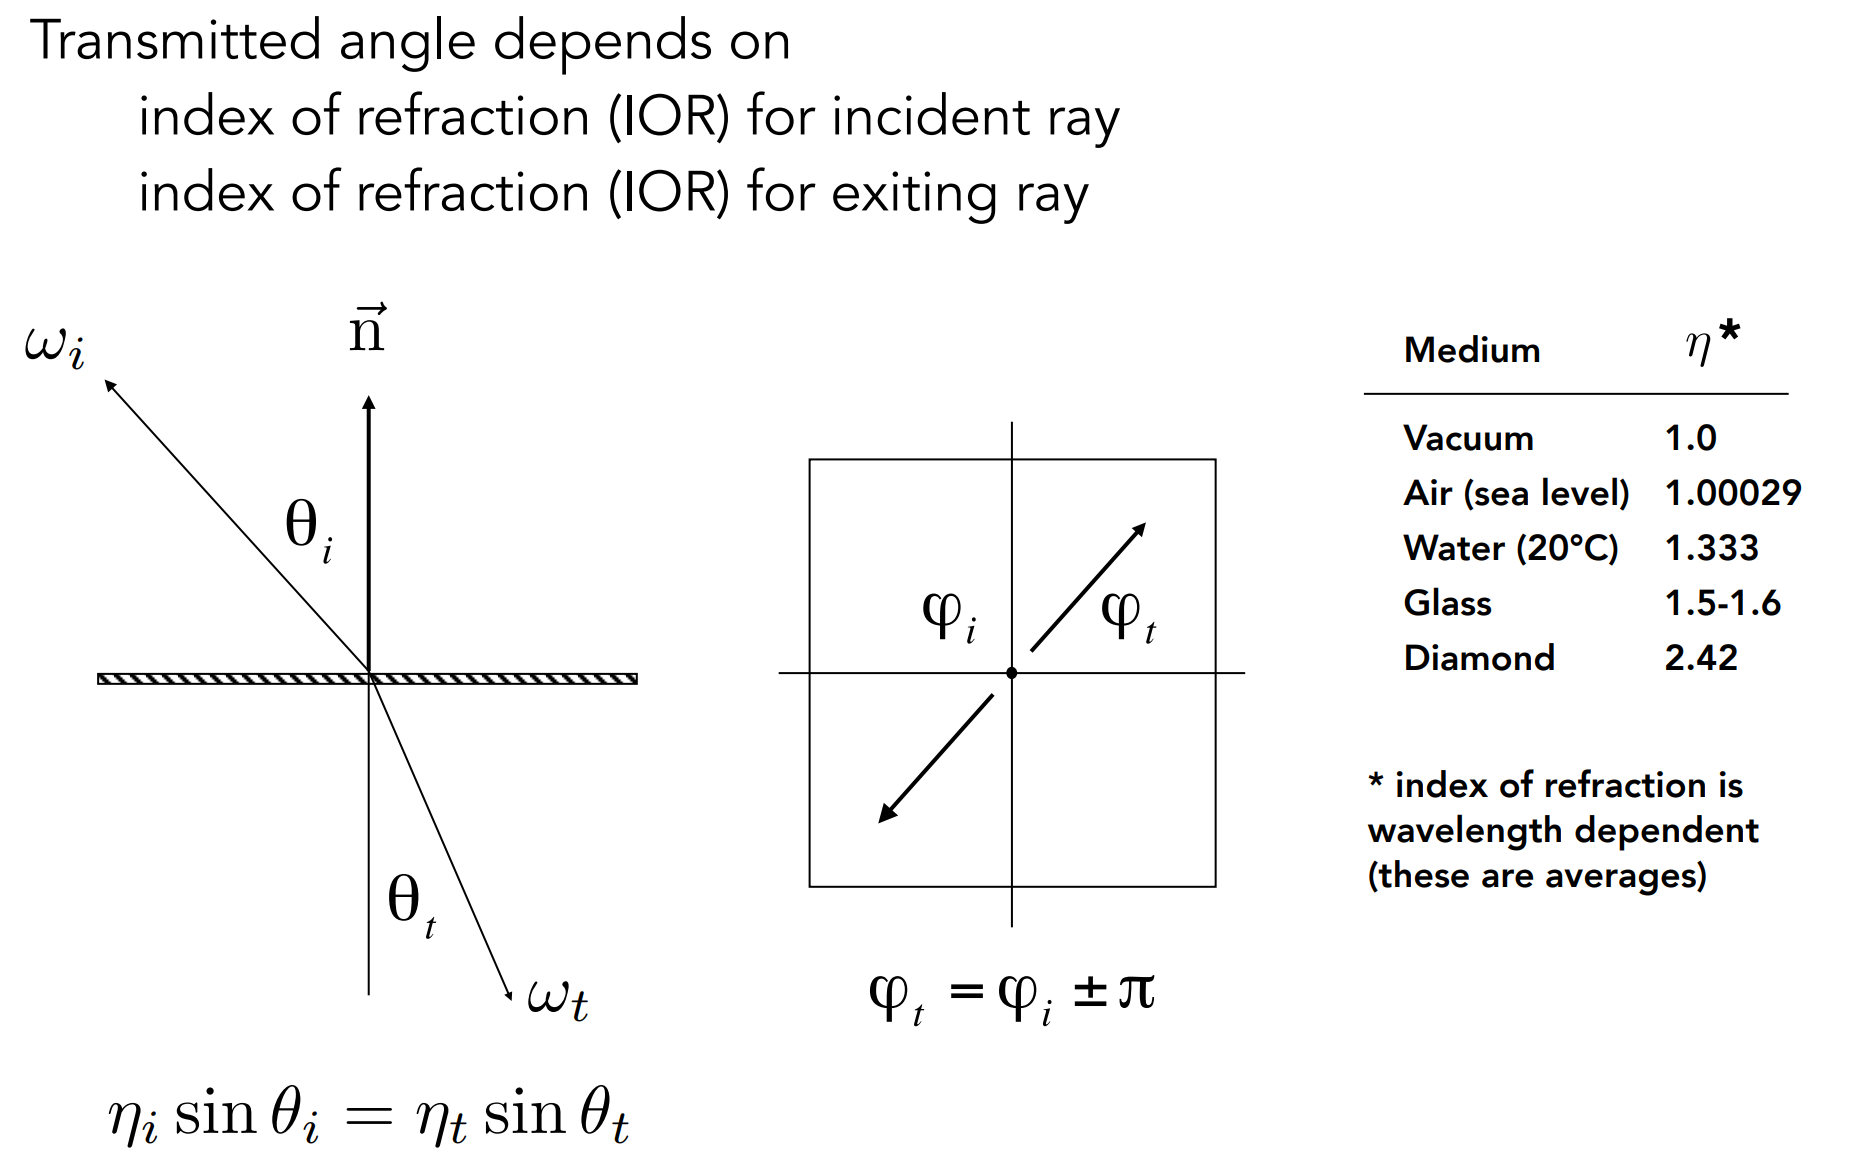 Transmitted angle depends on
index of refraction (IOR) for incident ray
index of refraction (IOR) for exiting ray
ωᵢ
n⃗
θᵢ
θₜ
ωₜ
ηᵢ sin θᵢ = ηₜ sin θₜ
φᵢ
φₜ
φₜ = φᵢ ± π
Medium η*
Vacuum 1.0
Air (sea level) 1.00029
Water (20°C) 1.333
Glass 1.5-1.6
Diamond 2.42
* index of refraction is
wavelength dependent
(these are averages)